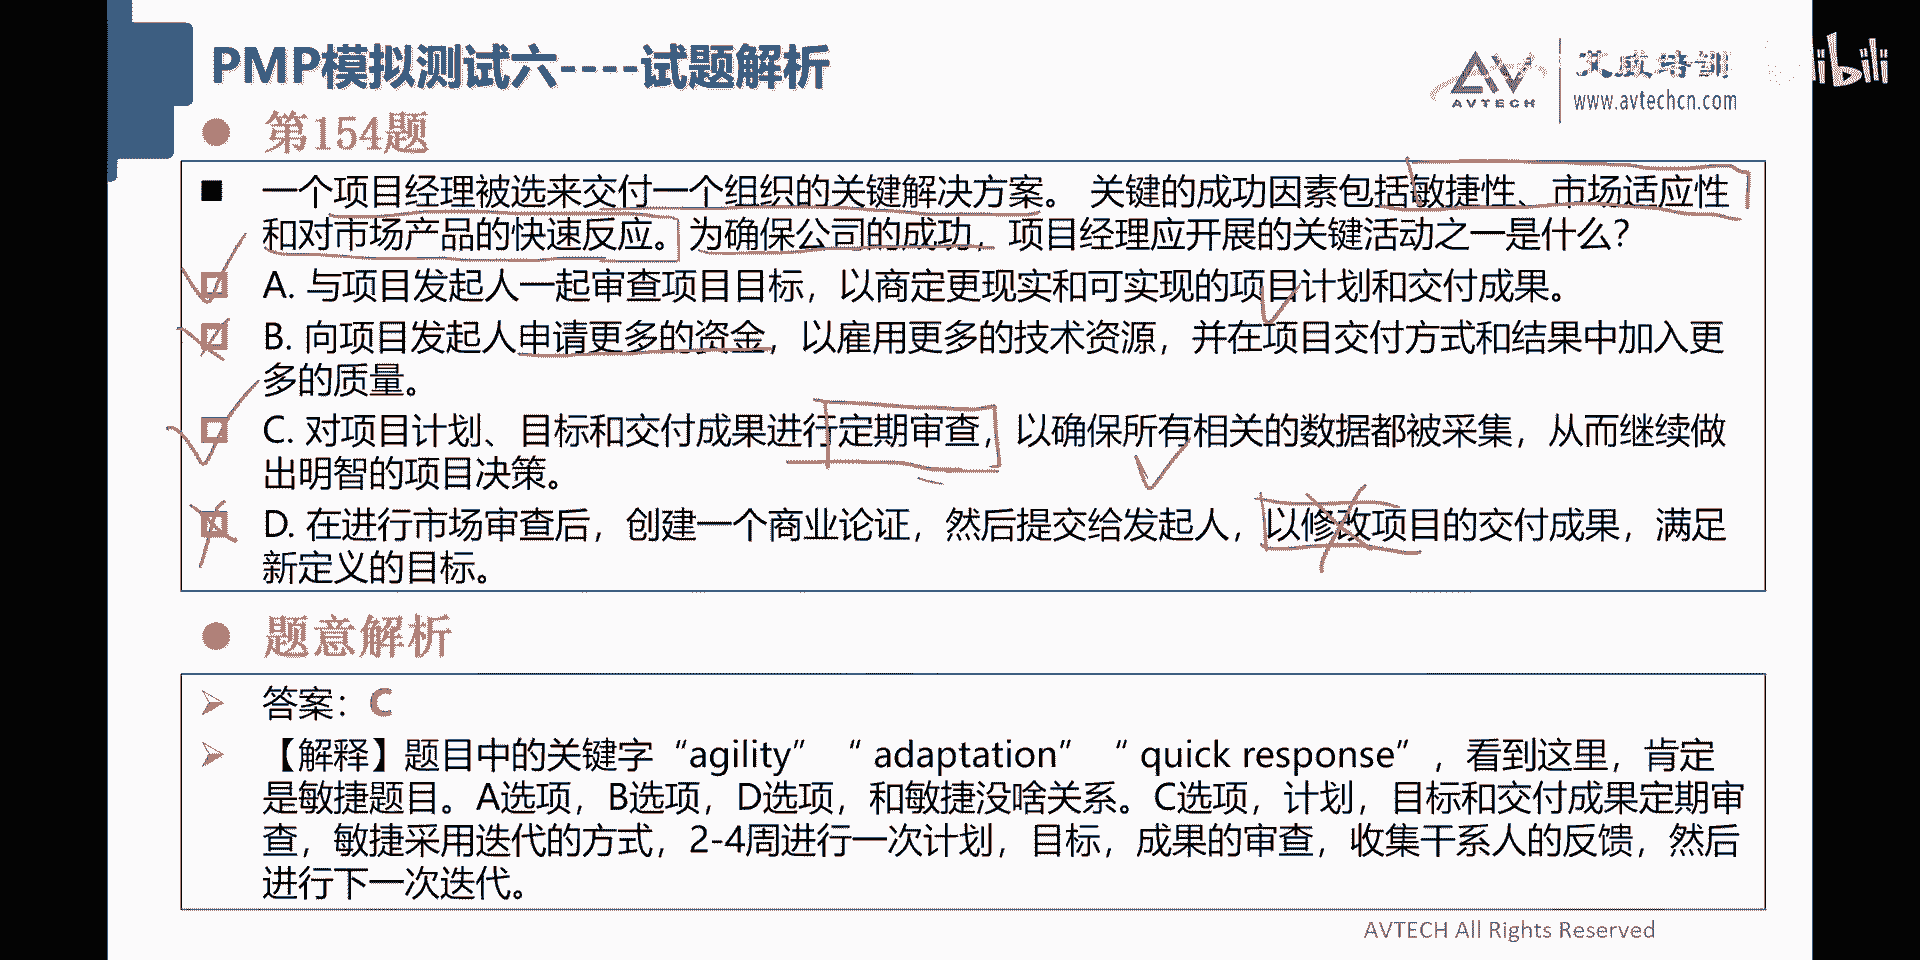 PMP模拟测试六----试题解析
AVTECH
艾威培训
www.avtechcn.com
第154题
一个项目经理被选来交付一个组织的关键解决方案。 关键的成功因素包括敏捷性、市场适应性
和对市场产品的快速反应。为确保公司的成功，项目经理应开展的关键活动之一是什么?
A. 与项目发起人一起审查项目目标，以商定更现实和可实现的项目计划和交付成果。
B. 向项目发起人申请更多的资金，以雇用更多的技术资源，并在项目交付方式和结果中加入更
多的质量。
C. 对项目计划、目标和交付成果进行定期审查，以确保所有相关的数据都被采集，从而继续做
出明智的项目决策。
D. 在进行市场审查后，创建一个商业论证，然后提交给发起人，以修改项目的交付成果，满足
新定义的目标。
题意解析
答案：C
【解释】题目中的关键字“agility” “ adaptation” “ quick response” ，看到这里，肯定
是敏捷题目。A选项，B选项，D选项，和敏捷没啥关系。C选项，计划，目标和交付成果定期审
查，敏捷采用迭代的方式，2-4周进行一次计划，目标，成果的审查，收集干系人的反馈，然后
进行下一次迭代。
AVTECH All Rights Reserved